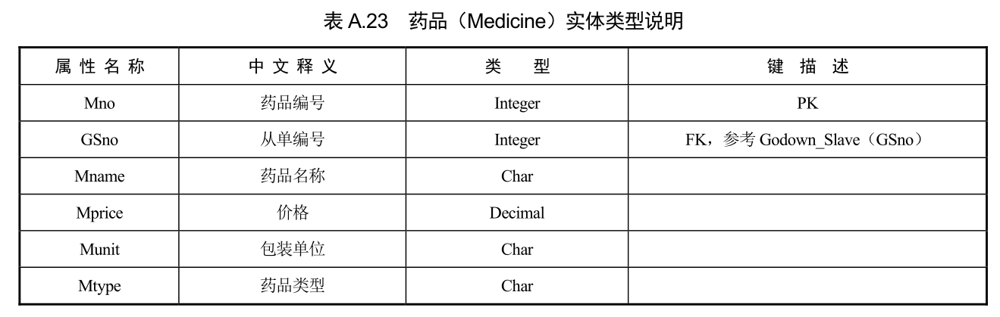 表 A.23 药品（Medicine）实体类型说明
属性名称 中文释义 类型 键描述
Mno 药品编号 Integer PK
GSno 从单编号 Integer FK，参考 Godown_Slave（GSno）
Mname 药品名称 Char
Mprice 价格 Decimal
Munit 包装单位 Char
Mtype 药品类型 Char